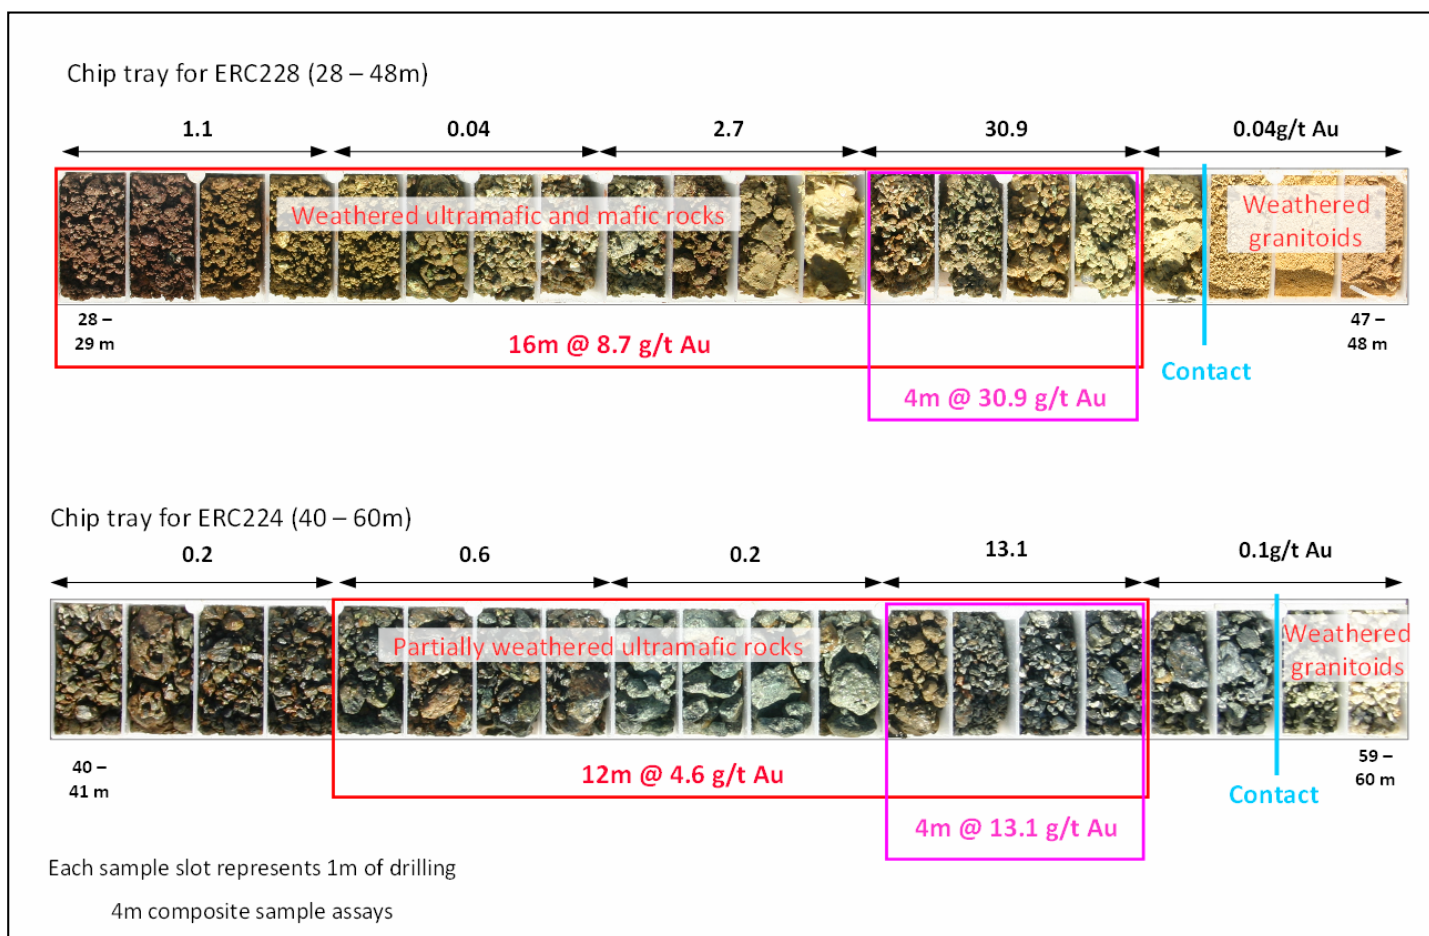 Chip tray for ERC228 (28 – 48m)
1.1
0.04
2.7
30.9
0.04g/t Au
Weathered ultramafic and mafic rocks
Weathered
granitoids
28 –
29 m
47 –
48 m
16m @ 8.7 g/t Au
Contact
4m @ 30.9 g/t Au
Chip tray for ERC224 (40 – 60m)
0.2
0.6
0.2
13.1
0.1g/t Au
Partially weathered ultramafic rocks
Weathered
granitoids
40 –
41 m
59 –
60 m
12m @ 4.6 g/t Au
Contact
4m @ 13.1 g/t Au
Each sample slot represents 1m of drilling
4m composite sample assays